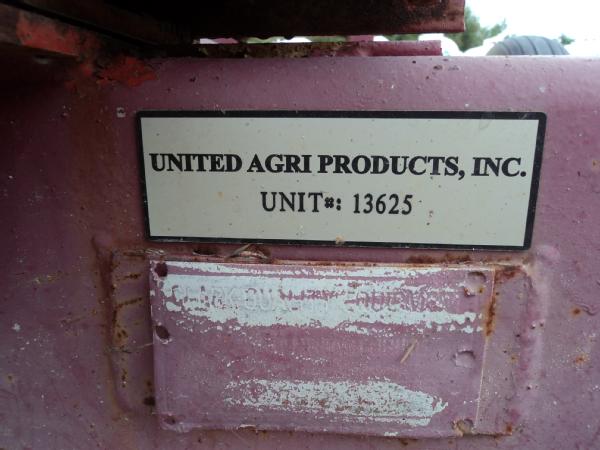 UNITED AGRI PRODUCTS, INC.
UNIT#: 13625